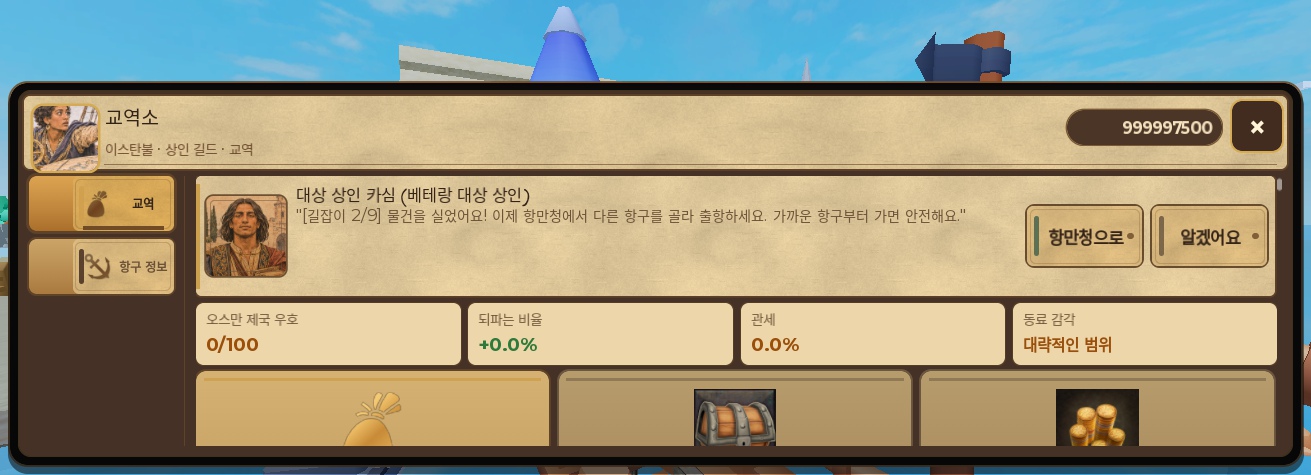 교역소
이스탄불 · 상인 길드 · 교역
999997500
×
교역
항구 정보
대상 상인 카심 (베테랑 대상 상인)
"[길잡이 2/9] 물건을 실었어요! 이제 항만청에서 다른 항구를 골라 출항하세요. 가까운 항구부터 가면 안전해요."
항만청으로
알겠어요
오스만 제국 우호
0/100
되파는 비율
+0.0%
관세
0.0%
동료 감각
대략적인 범위